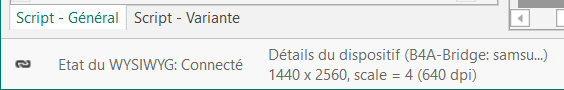 Script - Général
Script - Variante
Etat du WYSIWYG: Connecté
Détails du dispositif (B4A-Bridge: samsu...)
1440 x 2560, scale = 4 (640 dpi)